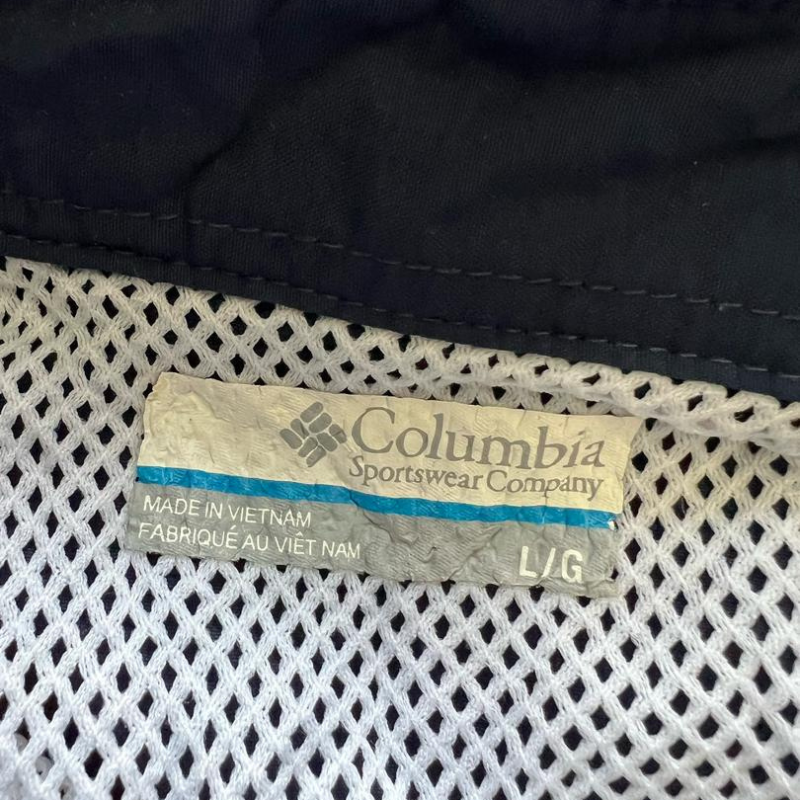 Columbia
Sportswear Company
MADE IN VIETNAM
FABRIQUÉ AU VIÊT NAM
L/G